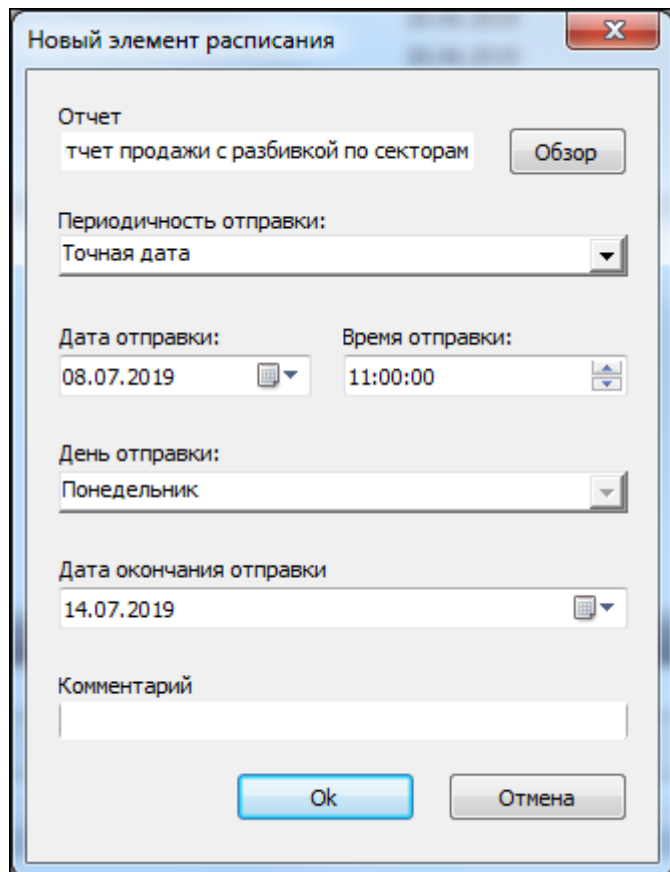 Новый элемент расписания
Отчет
тчет продажи с разбивкой по секторам
Обзор
Периодичность отправки:
Точная дата
Дата отправки: Время отправки:
08.07.2019 11:00:00
День отправки:
Понедельник
Дата окончания отправки
14.07.2019
Комментарий
Ok Отмена